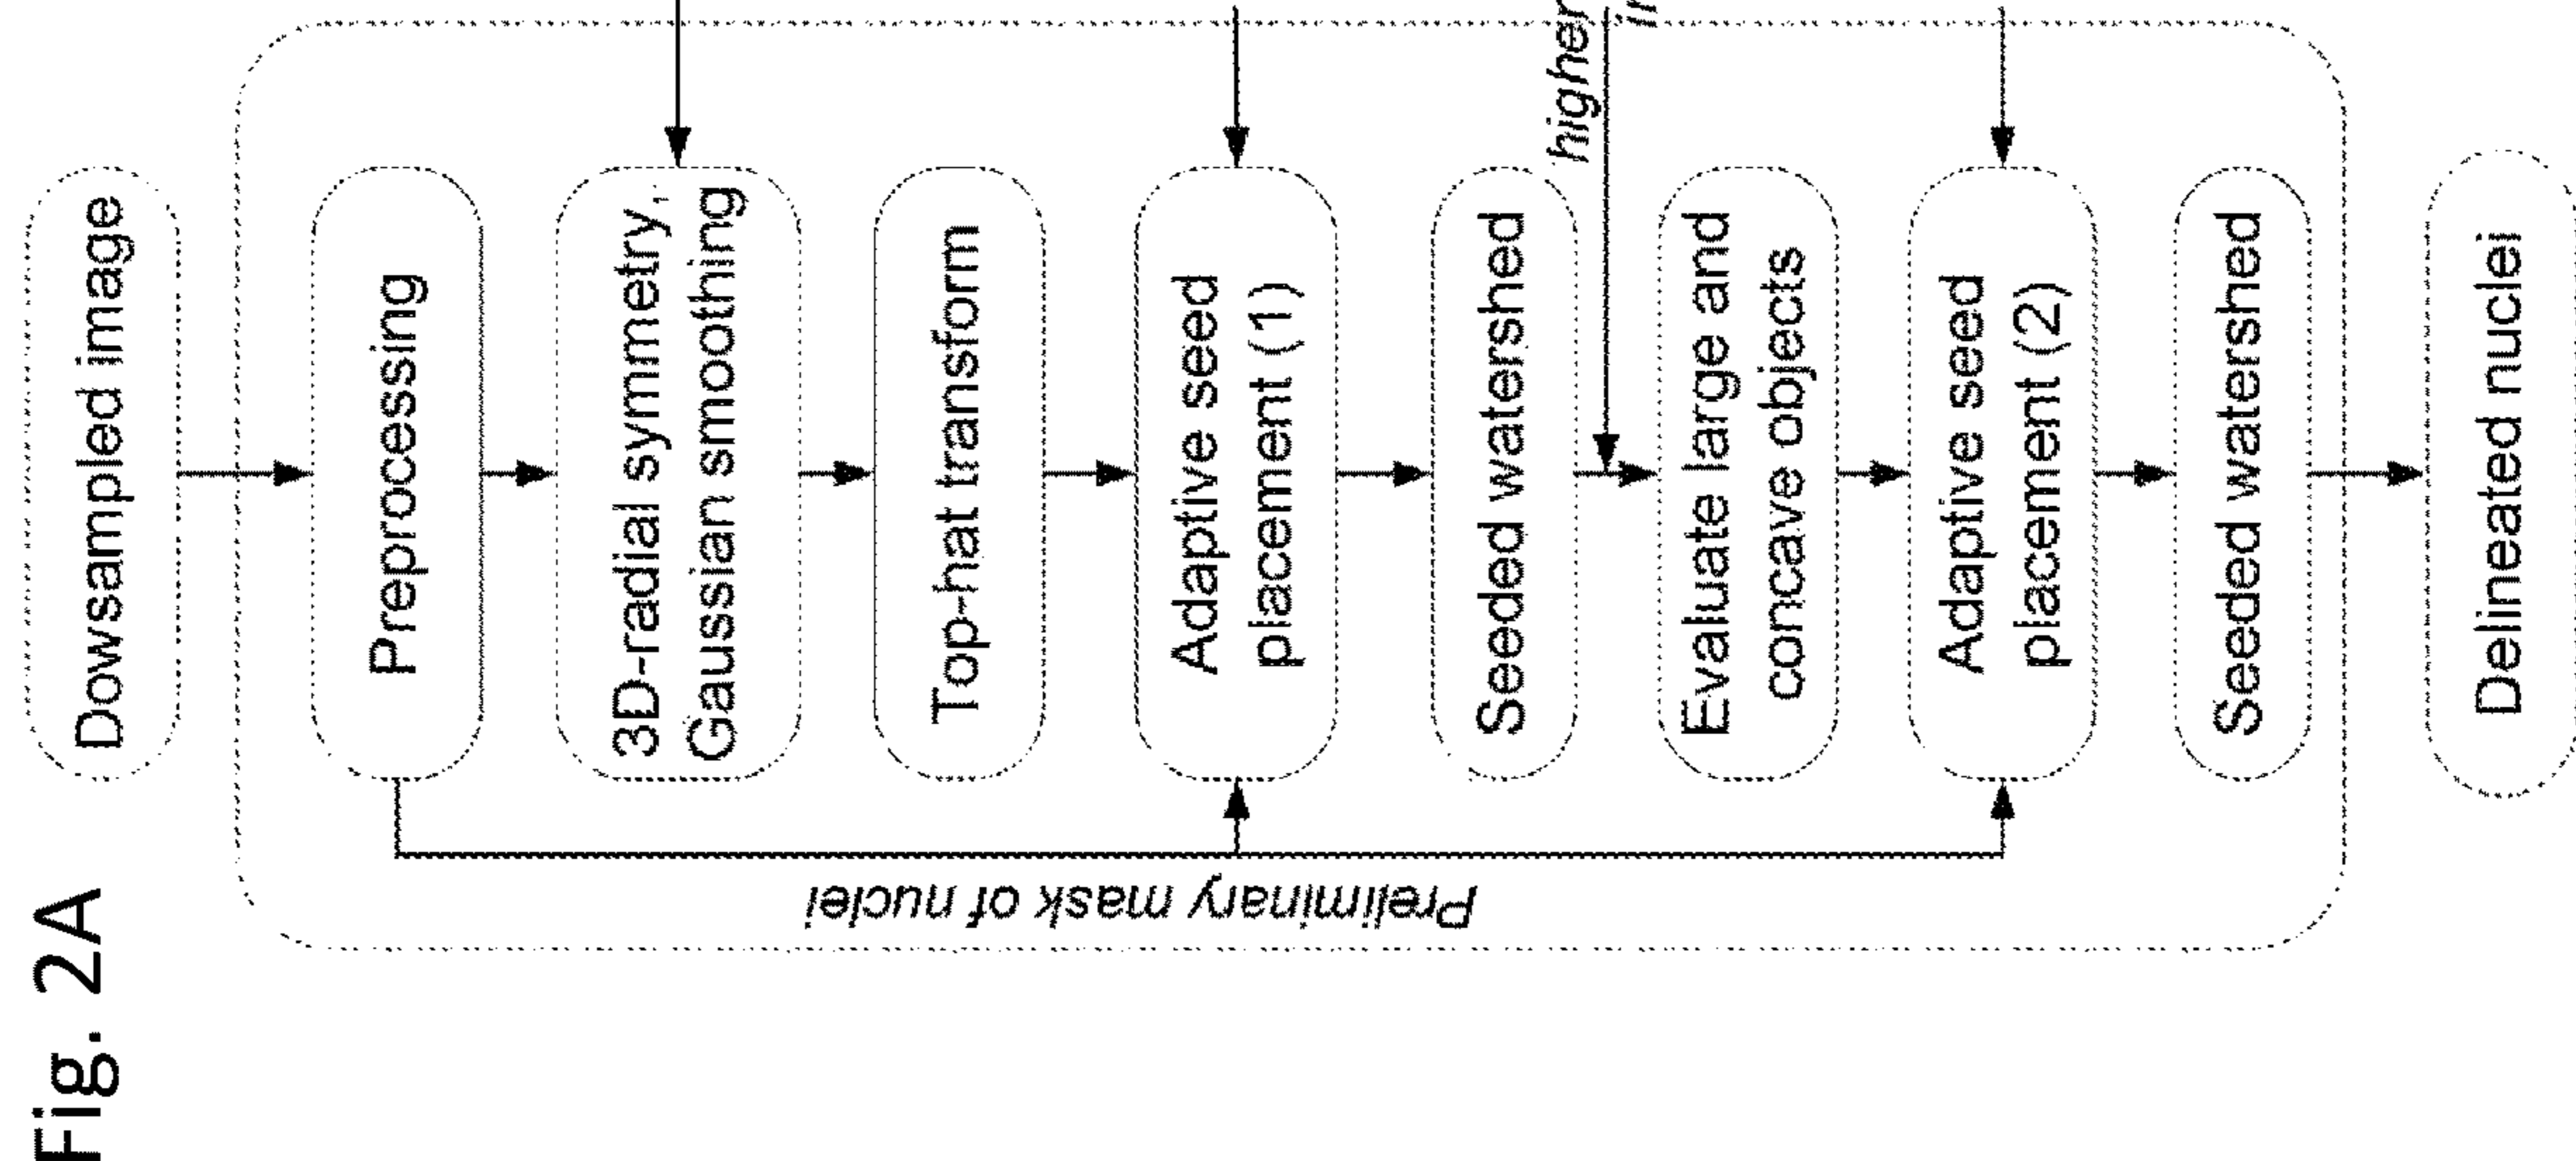 Fig. 2A
Dowsampled image
Preprocessing
3D-radial symmetry,
Gaussian smoothing
Top-hat transform
Adaptive seed
placement (1)
Seeded watershed
higher
Evaluate large and
concave objects
Adaptive seed
placement (2)
Seeded watershed
Delineated nuclei
Preliminary mask of nuclei